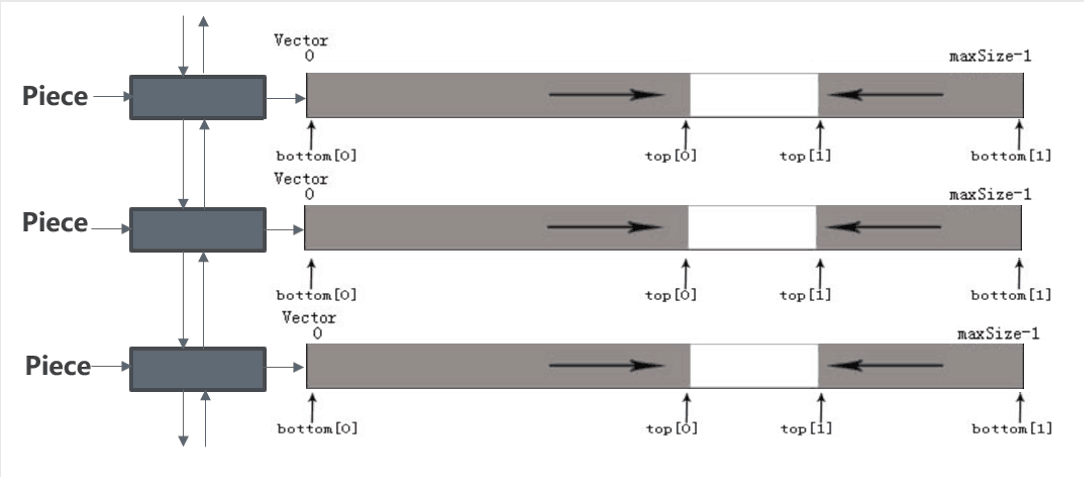 Vector
0 maxSize-1
Piece
bottom[0] top[0] top[1] bottom[1]
Vector
0 maxSize-1
Piece
bottom[0] top[0] top[1] bottom[1]
Vector
0 maxSize-1
Piece
bottom[0] top[0] top[1] bottom[1]